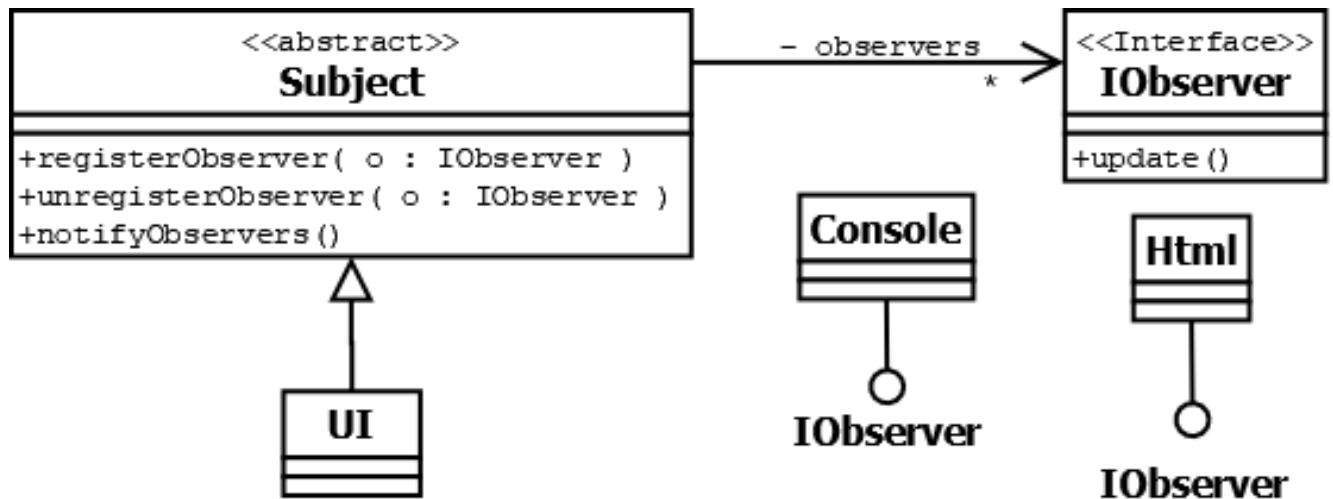 <<abstract>>
Subject
+registerObserver( o : IObserver )
+unregisterObserver( o : IObserver )
+notifyObservers()
- observers
*
<<Interface>>
IObserver
+update()
Console
IObserver
Html
IObserver
UI